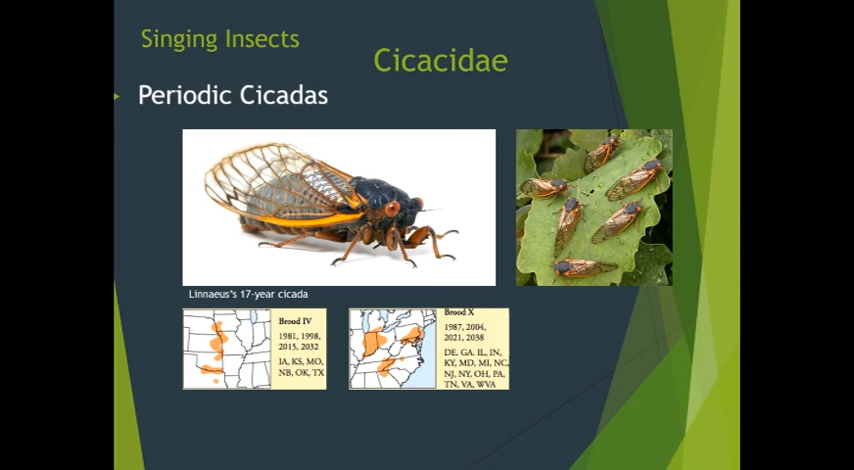 Singing Insects
Cicacidae
Periodic Cicadas
Linnaeus's 17-year cicada
Brood IV
1981, 1998,
2015, 2032
IA, KS, MO,
NB, OK, TX
Brood X
1987, 2004,
2021, 2038
DE, GA, IL, IN,
KY, MD, MI, NC,
NJ, NY, OH, PA,
TN, VA, WVA